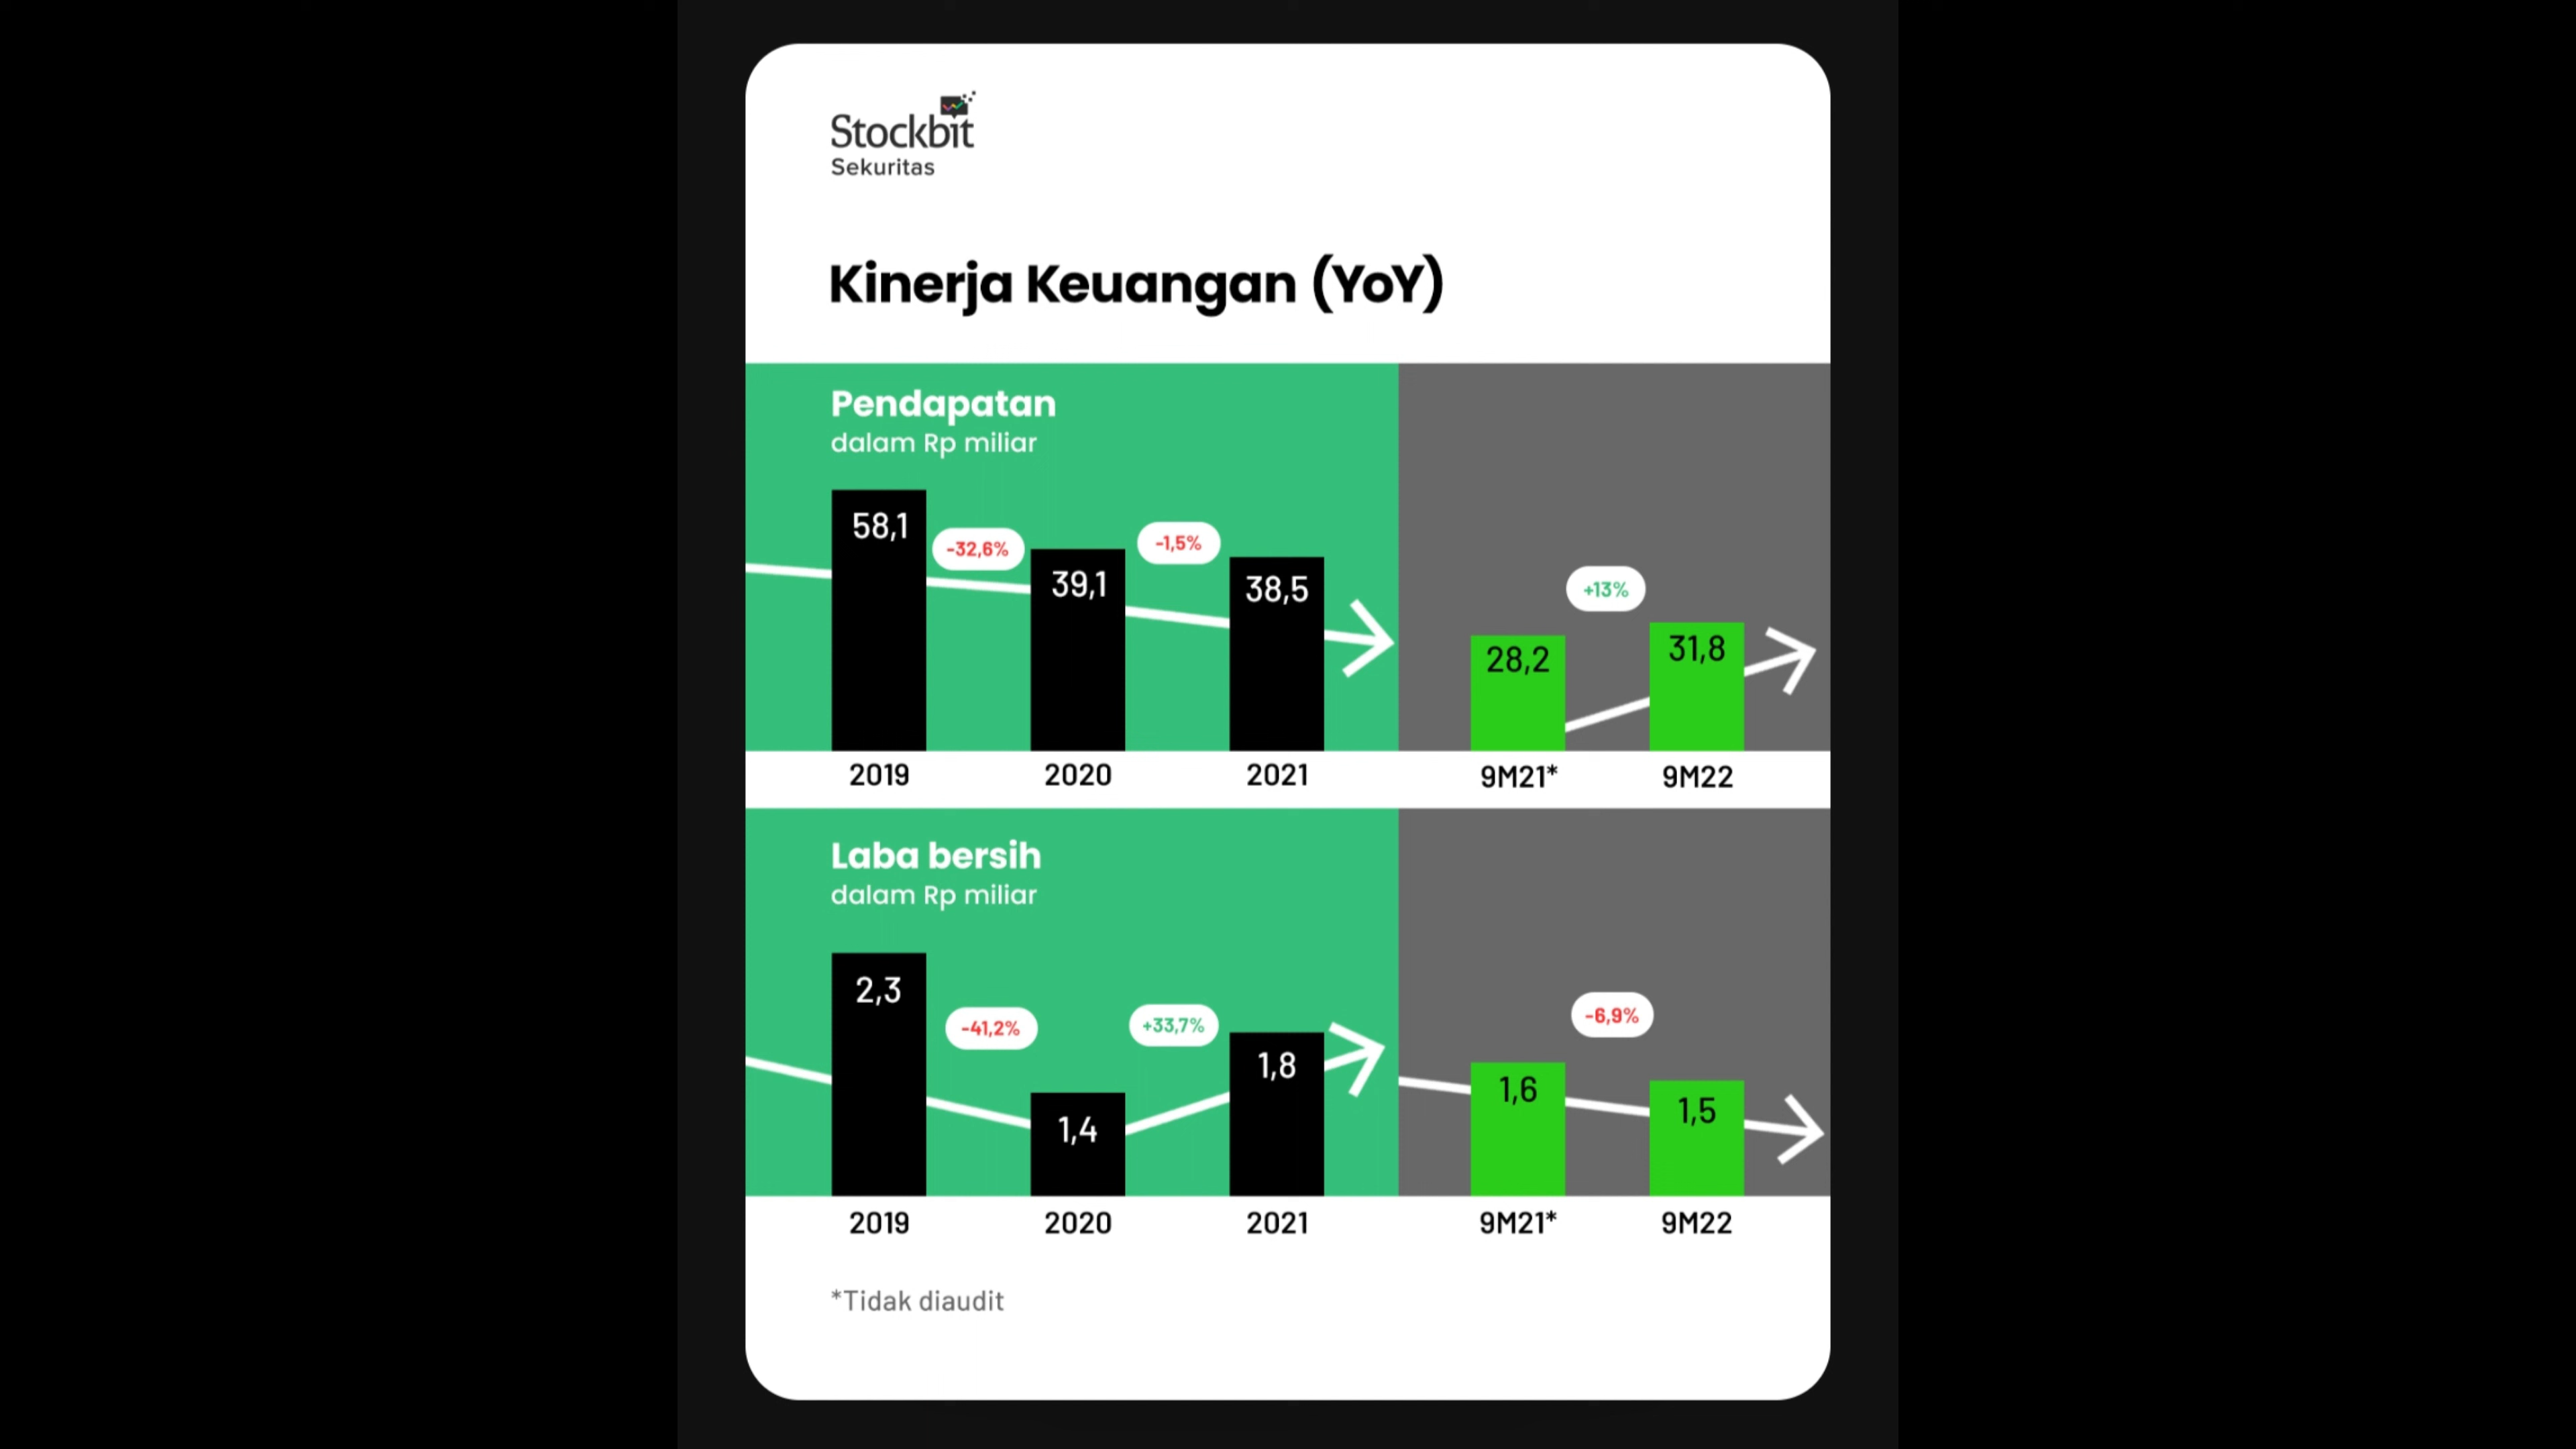 Stockbit
Sekuritas
Kinerja Keuangan (YoY)
Pendapatan
dalam Rp miliar
58,1
-32,6%
39,1
-1,5%
38,5
28,2
+13%
31,8
2019
2020
2021
9M21*
9M22
Laba bersih
dalam Rp miliar
2,3
-41,2%
1,4
+33,7%
1,8
1,6
-6,9%
1,5
2019
2020
2021
9M21*
9M22
*Tidak diaudit